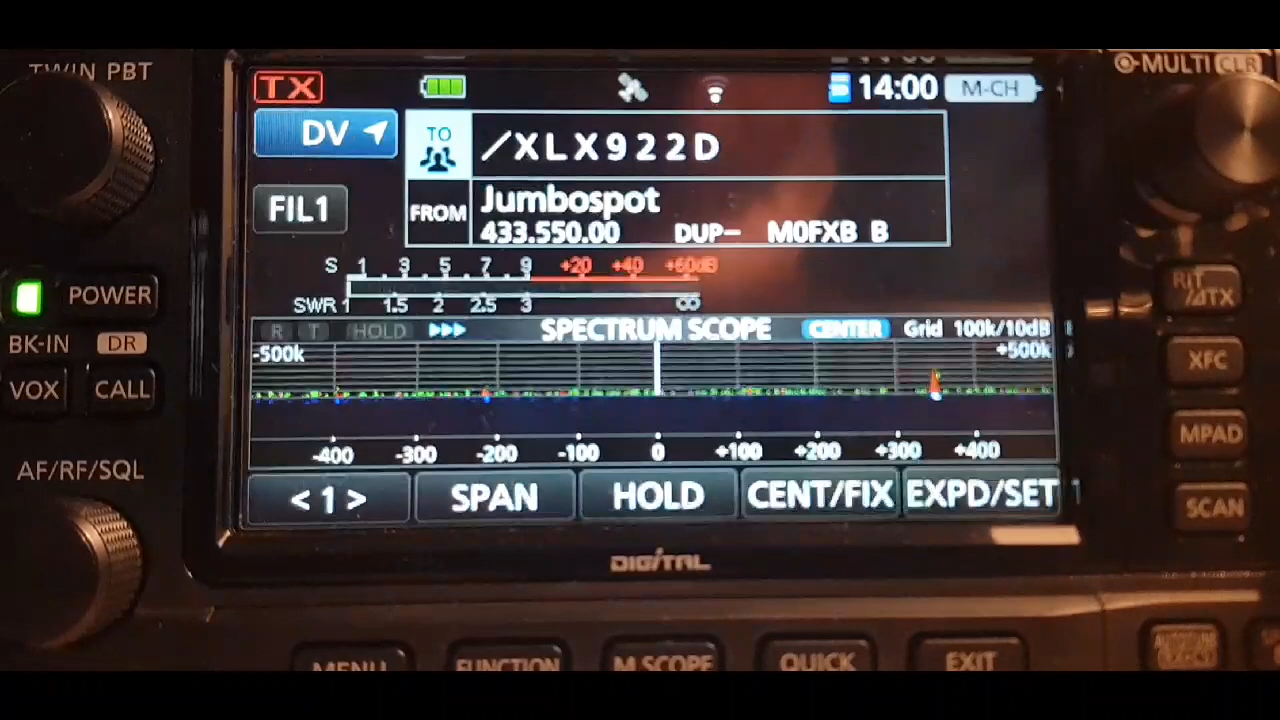 TWIN PBT
MULTI CLR
TX
14:00
M-CH
DV
TO
/XLX922D
FIL1
FROM
Jumbospot
433.550.00 DUP− M0FXB B
S 1 . 3 . 5 . 7 . 9 +20 +40 +60dB
SWR 1 1.5 2 2.5 3 ∞
POWER
RIT/ΔTX
R T HOLD SPECTRUM SCOPE CENTER Grid 100k/10dB
-500k +500k
BK-IN DR
VOX CALL
XFC
MPAD
-400 -300 -200 -100 0 +100 +200 +300 +400
AF/RF/SQL
<1> SPAN HOLD CENT/FIX EXPD/SET
SCAN
DIGITAL
MENU FUNCTION M.SCOPE QUICK EXIT